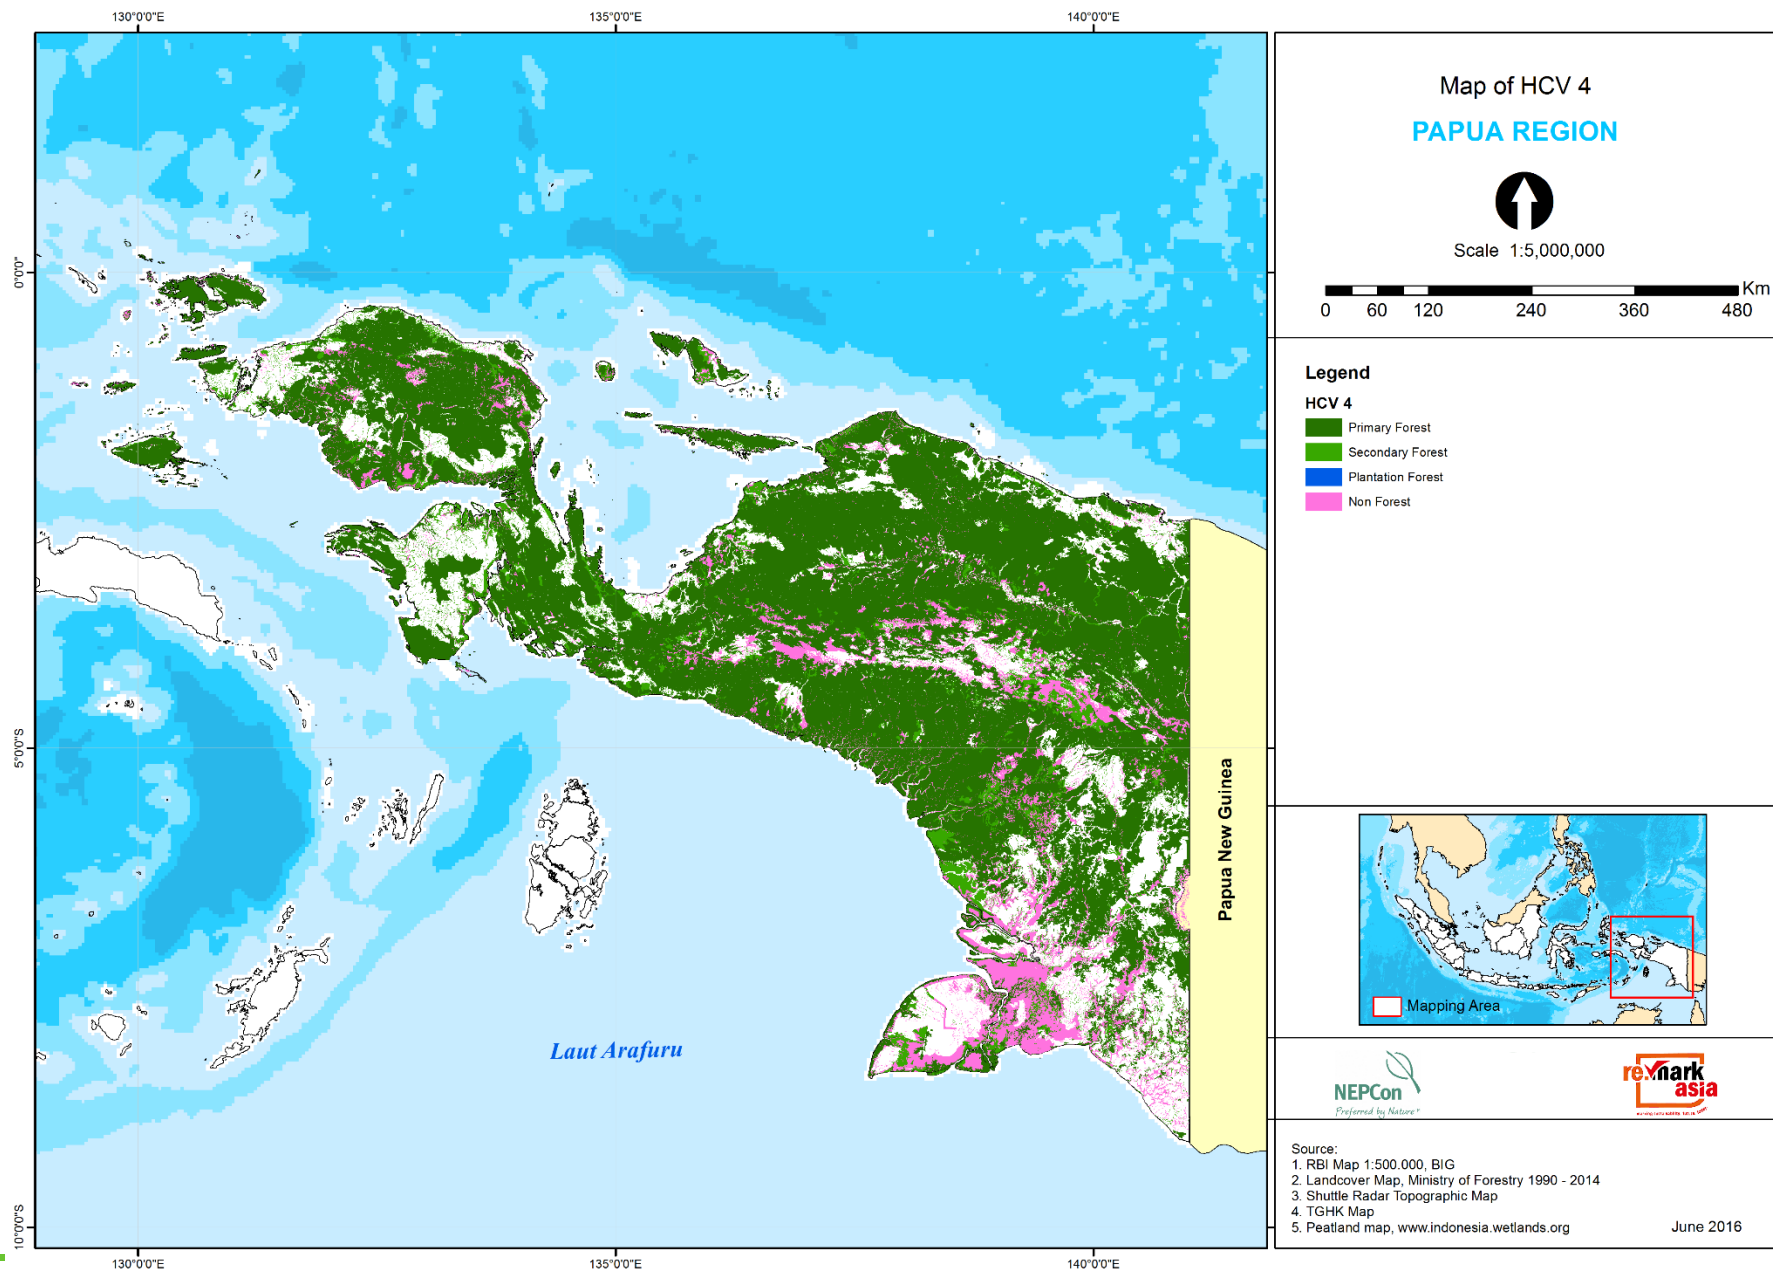 130°0'0"E 135°0'0"E 140°0'0"E
0°0'0"
5°0'0"S
10°0'0"S
130°0'0"E 135°0'0"E 140°0'0"E
Laut Arafuru
Papua New Guinea
Map of HCV 4
PAPUA REGION
Scale 1:5,000,000
Km
0 60 120 240 360 480
Legend
HCV 4
Primary Forest
Secondary Forest
Plantation Forest
Non Forest
Mapping Area
NEPCon
Preferred by Nature
re.mark
asia
Source:
1. RBI Map 1:500.000, BIG
2. Landcover Map, Ministry of Forestry 1990 - 2014
3. Shuttle Radar Topographic Map
4. TGHK Map
5. Peatland map, www.indonesia.wetlands.org
June 2016